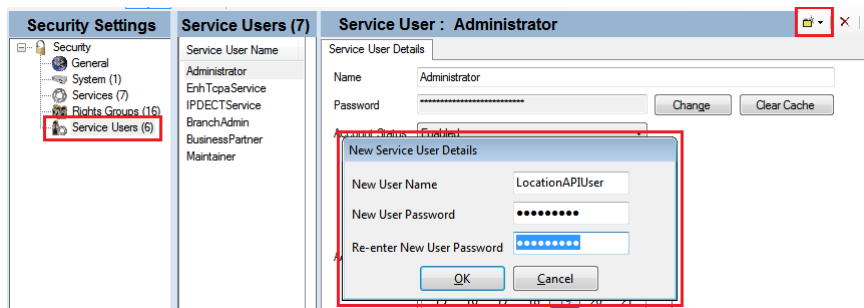 Security Settings
Security
General
System (1)
Services (7)
Rights Groups (16)
Service Users (6)
Service Users (7)
Service User Name
Administrator
EnhTcpaService
IPDECTService
BranchAdmin
BusinessPartner
Maintainer
Service User : Administrator
Service User Details
Name Administrator
Password ************************** Change Clear Cache
Account Status Enabled
New Service User Details
New User Name LocationAPIUser
New User Password •••••••••
Re-enter New User Password •••••••••
OK Cancel